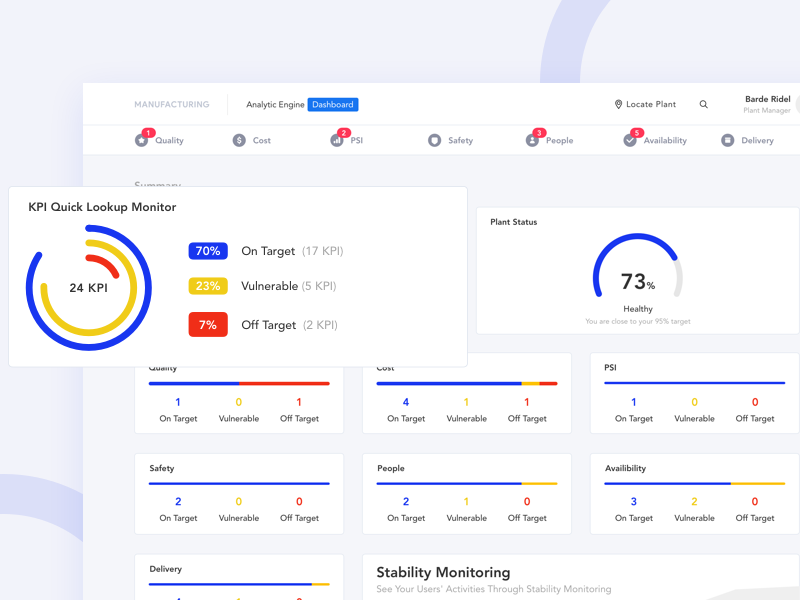 MANUFACTURING
Analytic Engine Dashboard
Locate Plant
Barde Ridel
Plant Manager
1 Quality
Cost
2 PSI
Safety
3 People
5 Availability
Delivery
Summary
KPI Quick Lookup Monitor
24 KPI
70% On Target (17 KPI)
23% Vulnerable (5 KPI)
7% Off Target (2 KPI)
Plant Status
73%
Healthy
You are close to your 95% target
Quality
1 0 1
On Target Vulnerable Off Target
Cost
4 1 1
On Target Vulnerable Off Target
PSI
1 0 0
On Target Vulnerable Off Target
Safety
2 0 0
On Target Vulnerable Off Target
People
2 1 0
On Target Vulnerable Off Target
Availibility
3 2 0
On Target Vulnerable Off Target
Delivery
Stability Monitoring
See Your Users' Activities Through Stability Monitoring